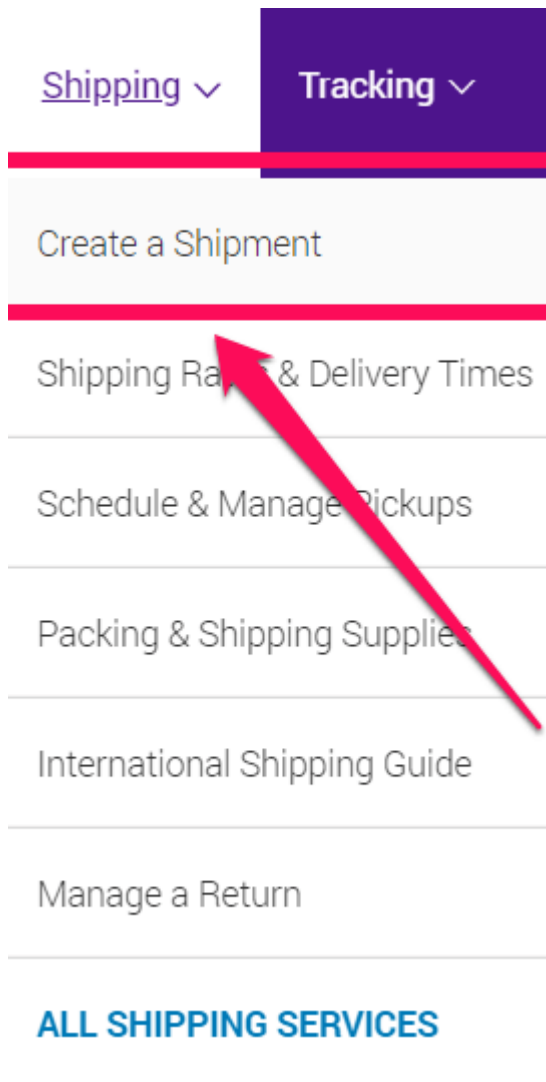 Shipping Tracking
Create a Shipment
Shipping Rates & Delivery Times
Schedule & Manage Pickups
Packing & Shipping Supplies
International Shipping Guide
Manage a Return
ALL SHIPPING SERVICES